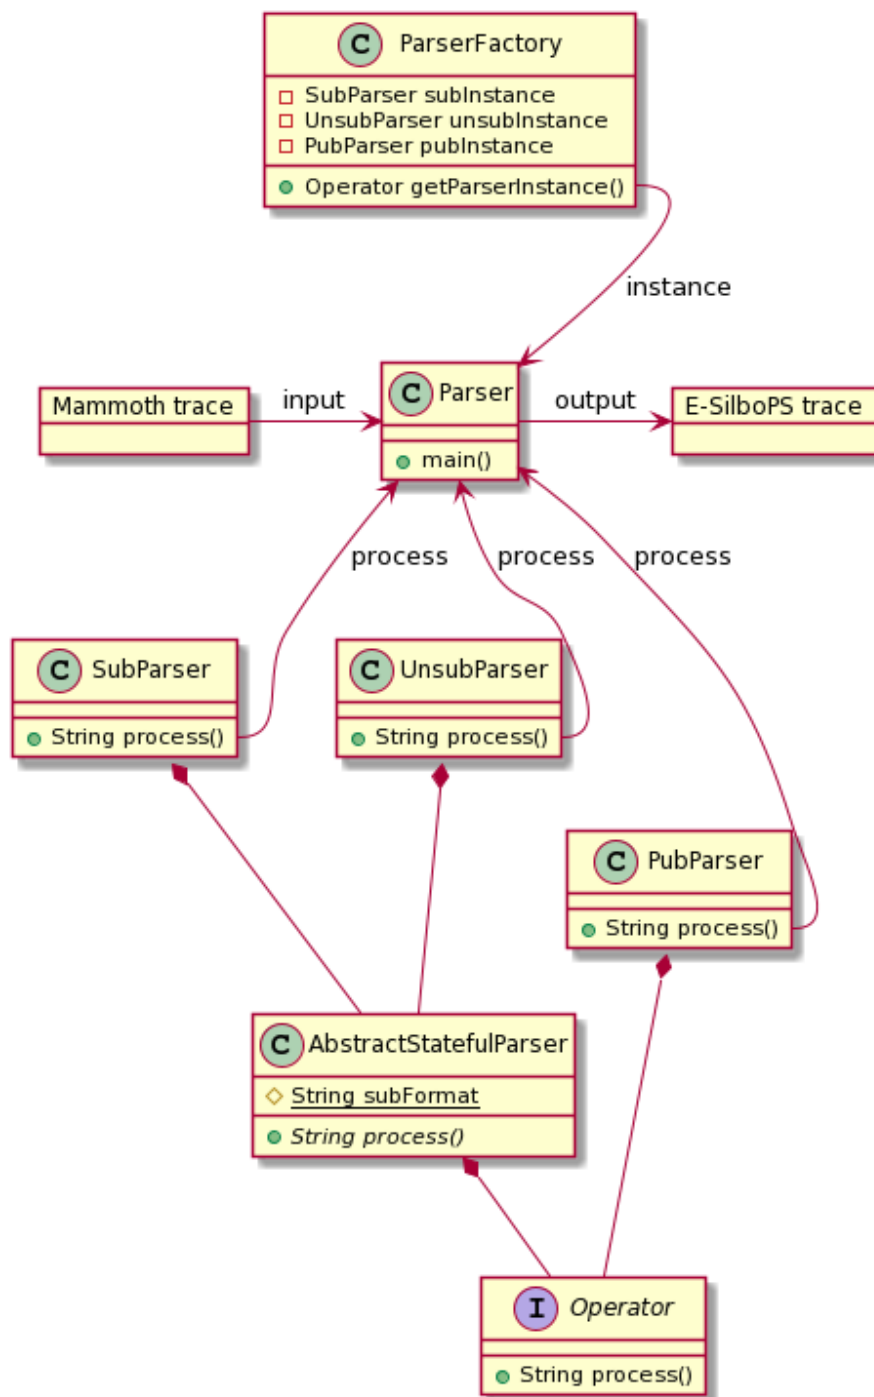 C ParserFactory
SubParser subInstance
UnsubParser unsubInstance
PubParser pubInstance
Operator getParserInstance()
instance
Mammoth trace
input
C Parser
main()
output
E-SilboPS trace
process
process
process
C SubParser
String process()
C UnsubParser
String process()
C PubParser
String process()
C AbstractStatefulParser
String subFormat
String process()
I Operator
String process()